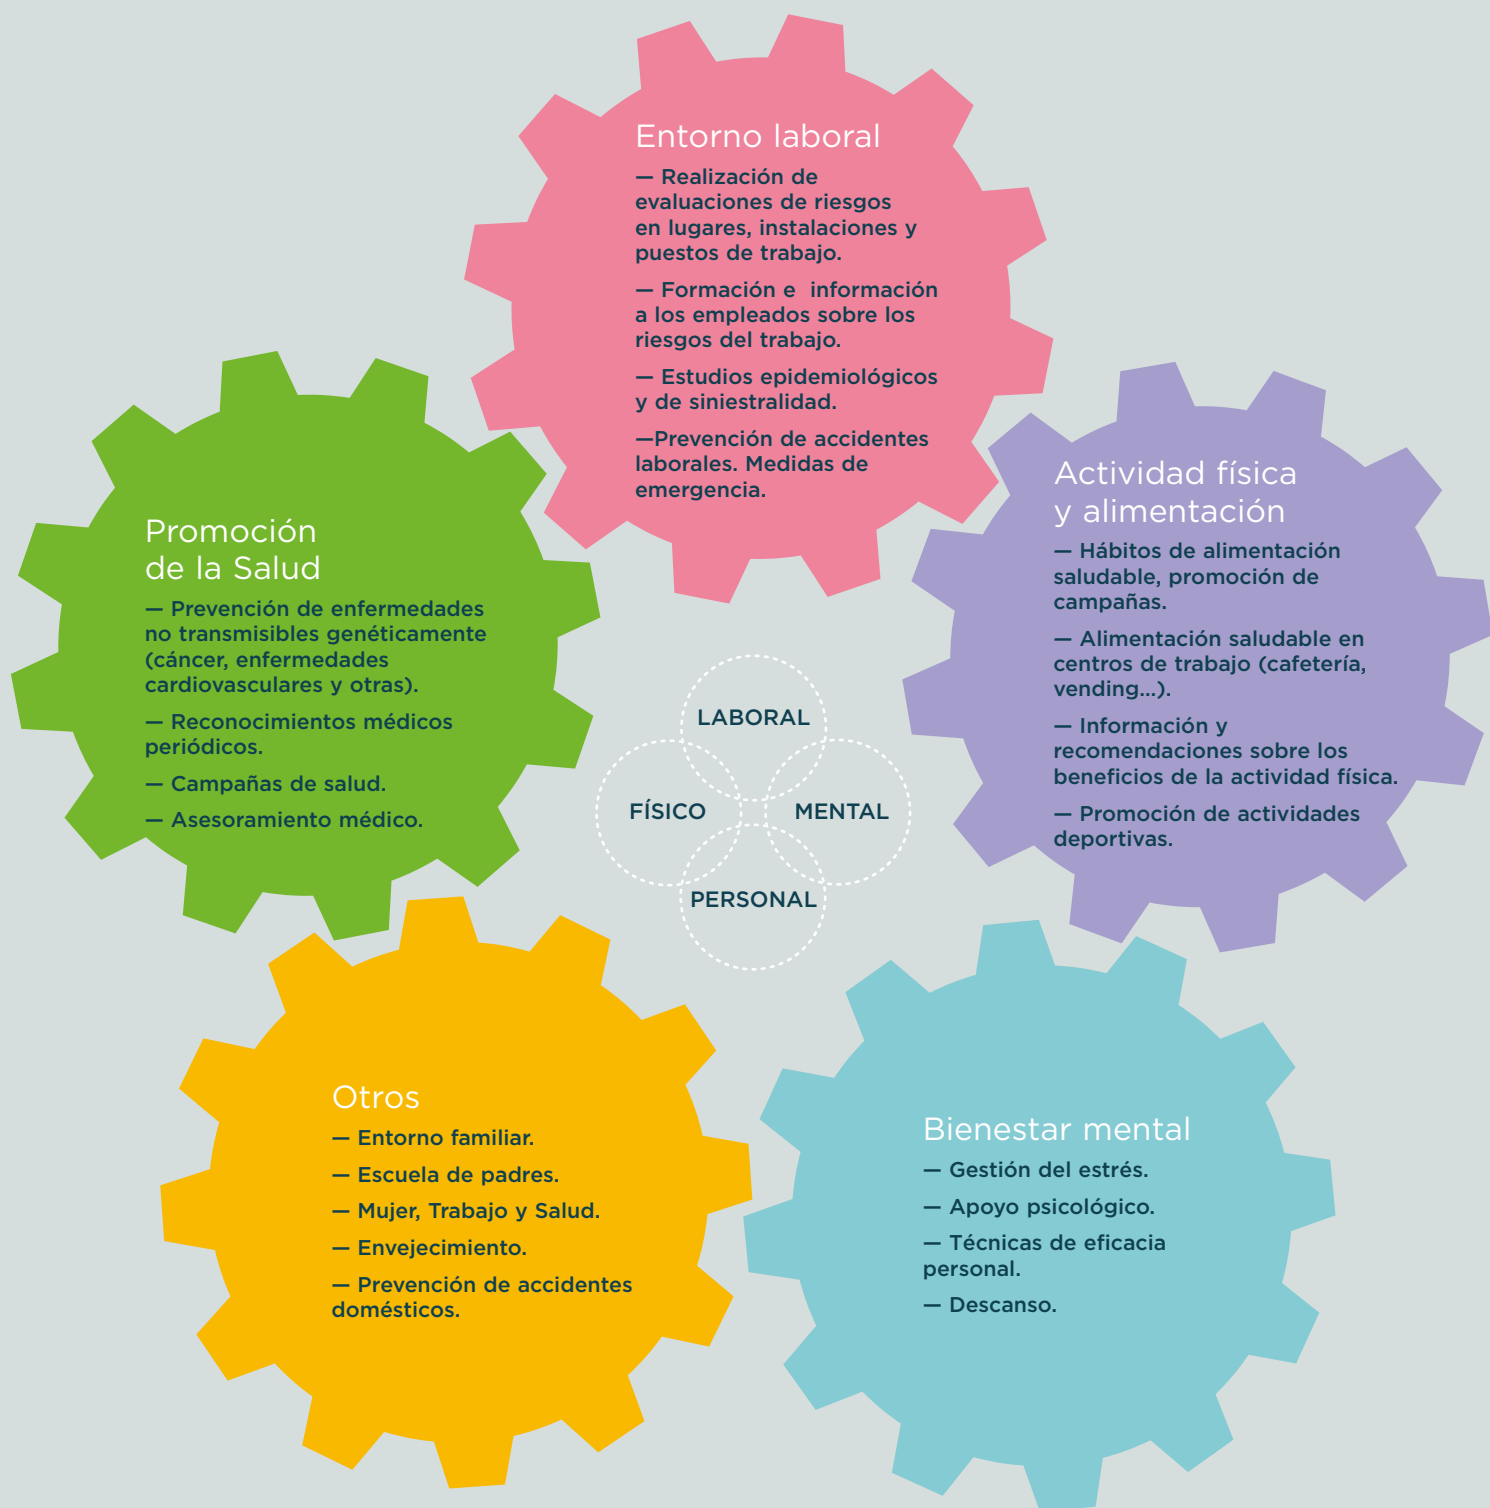 Entorno laboral
— Realización de
evaluaciones de riesgos
en lugares, instalaciones y
puestos de trabajo.
— Formación e  información
a los empleados sobre los
riesgos del trabajo.
— Estudios epidemiológicos
y de siniestralidad.
—Prevención de accidentes
laborales. Medidas de
emergencia.
Promoción
de la Salud
— Prevención de enfermedades
no transmisibles genéticamente
(cáncer, enfermedades
cardiovasculares y otras).
— Reconocimientos médicos
periódicos.
— Campañas de salud.
— Asesoramiento médico.
Actividad física
y alimentación
— Hábitos de alimentación
saludable, promoción de
campañas.
— Alimentación saludable en
centros de trabajo (cafetería,
vending...).
— Información y
recomendaciones sobre los
beneficios de la actividad física.
— Promoción de actividades
deportivas.
LABORAL
FÍSICO
MENTAL
PERSONAL
Otros
— Entorno familiar.
— Escuela de padres.
— Mujer, Trabajo y Salud.
— Envejecimiento.
— Prevención de accidentes
domésticos.
Bienestar mental
— Gestión del estrés.
— Apoyo psicológico.
— Técnicas de eficacia
personal.
— Descanso.